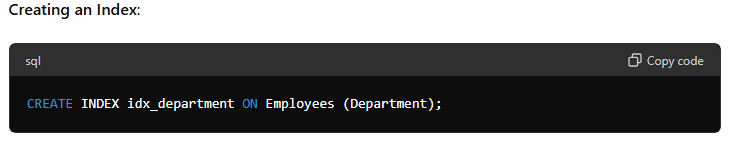 Creating an Index:
sql
Copy code
CREATE INDEX idx_department ON Employees (Department);